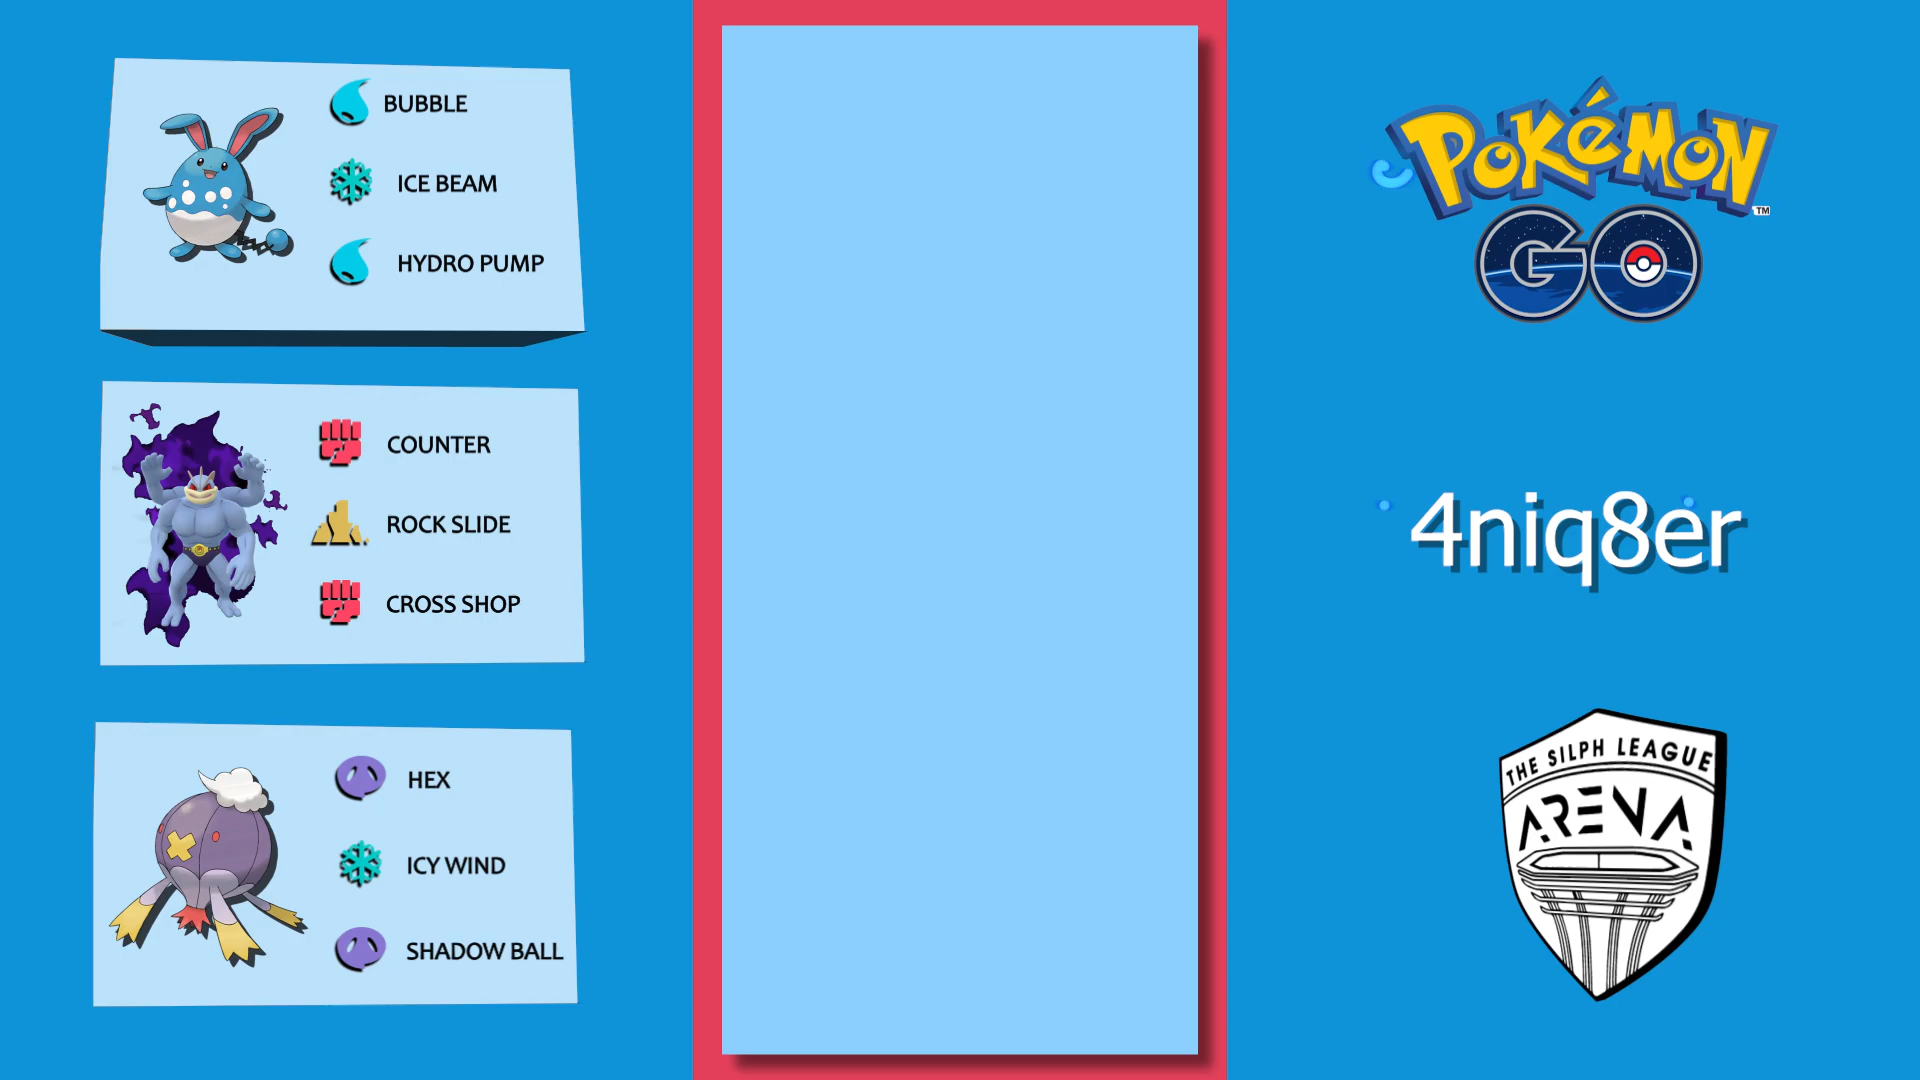 BUBBLE
ICE BEAM
HYDRO PUMP
COUNTER
ROCK SLIDE
CROSS SHOP
HEX
ICY WIND
SHADOW BALL
POKéMON
TM
GO
4niq8er
THE SILPH LEAGUE
ARENA